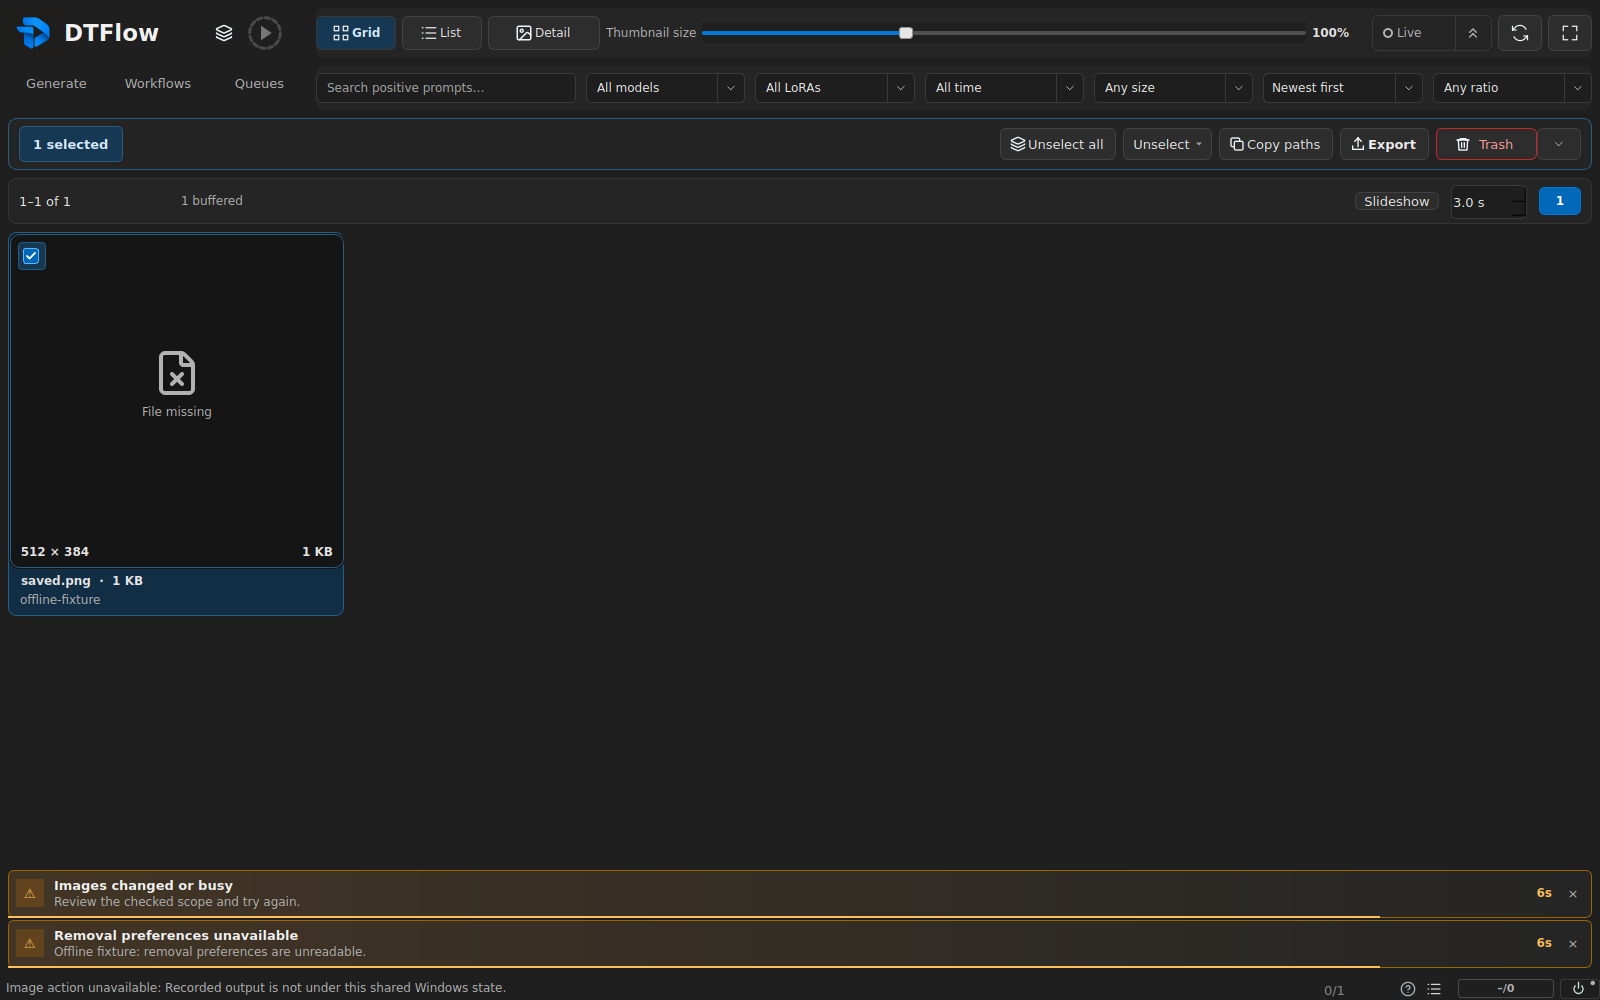 DTFlow
Grid List Detail Thumbnail size 100% Live
Generate Workflows Queues
Search positive prompts... All models All LoRAs All time Any size Newest first Any ratio
1 selected Unselect all Unselect Copy paths Export Trash
1–1 of 1 1 buffered Slideshow 3.0 s 1
File missing
512 × 384 1 KB
saved.png · 1 KB
offline-fixture
Images changed or busy
Review the checked scope and try again. 6s ×
Removal preferences unavailable
Offline fixture: removal preferences are unreadable. 6s ×
Image action unavailable: Recorded output is not under this shared Windows state. 0/1 –/0